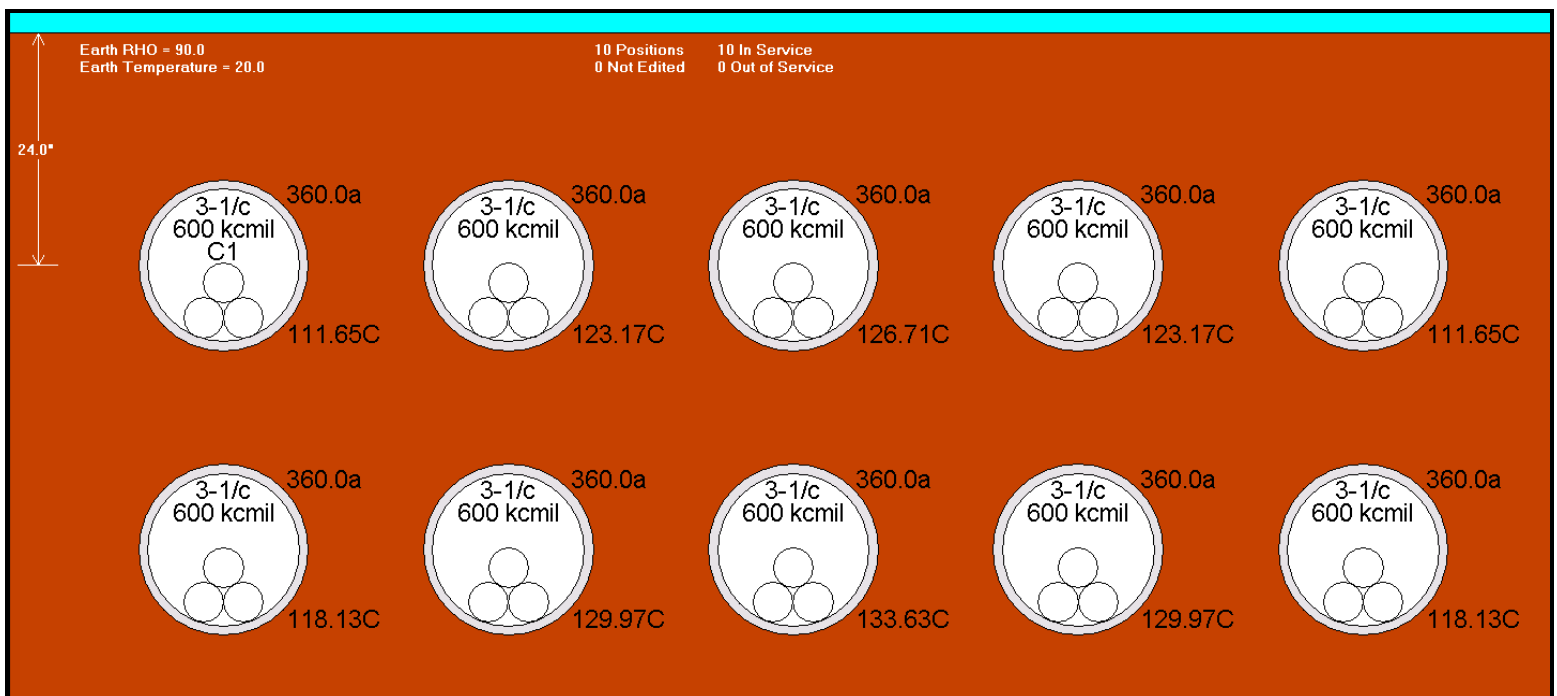 Earth RHO = 90.0
Earth Temperature = 20.0
10 Positions
10 In Service
0 Not Edited
0 Out of Service
24.0"
3-1/c
600 kcmil
C1
360.0a
111.65C
3-1/c
600 kcmil
360.0a
123.17C
3-1/c
600 kcmil
360.0a
126.71C
3-1/c
600 kcmil
360.0a
123.17C
3-1/c
600 kcmil
360.0a
111.65C
3-1/c
600 kcmil
360.0a
118.13C
3-1/c
600 kcmil
360.0a
129.97C
3-1/c
600 kcmil
360.0a
133.63C
3-1/c
600 kcmil
360.0a
129.97C
3-1/c
600 kcmil
360.0a
118.13C